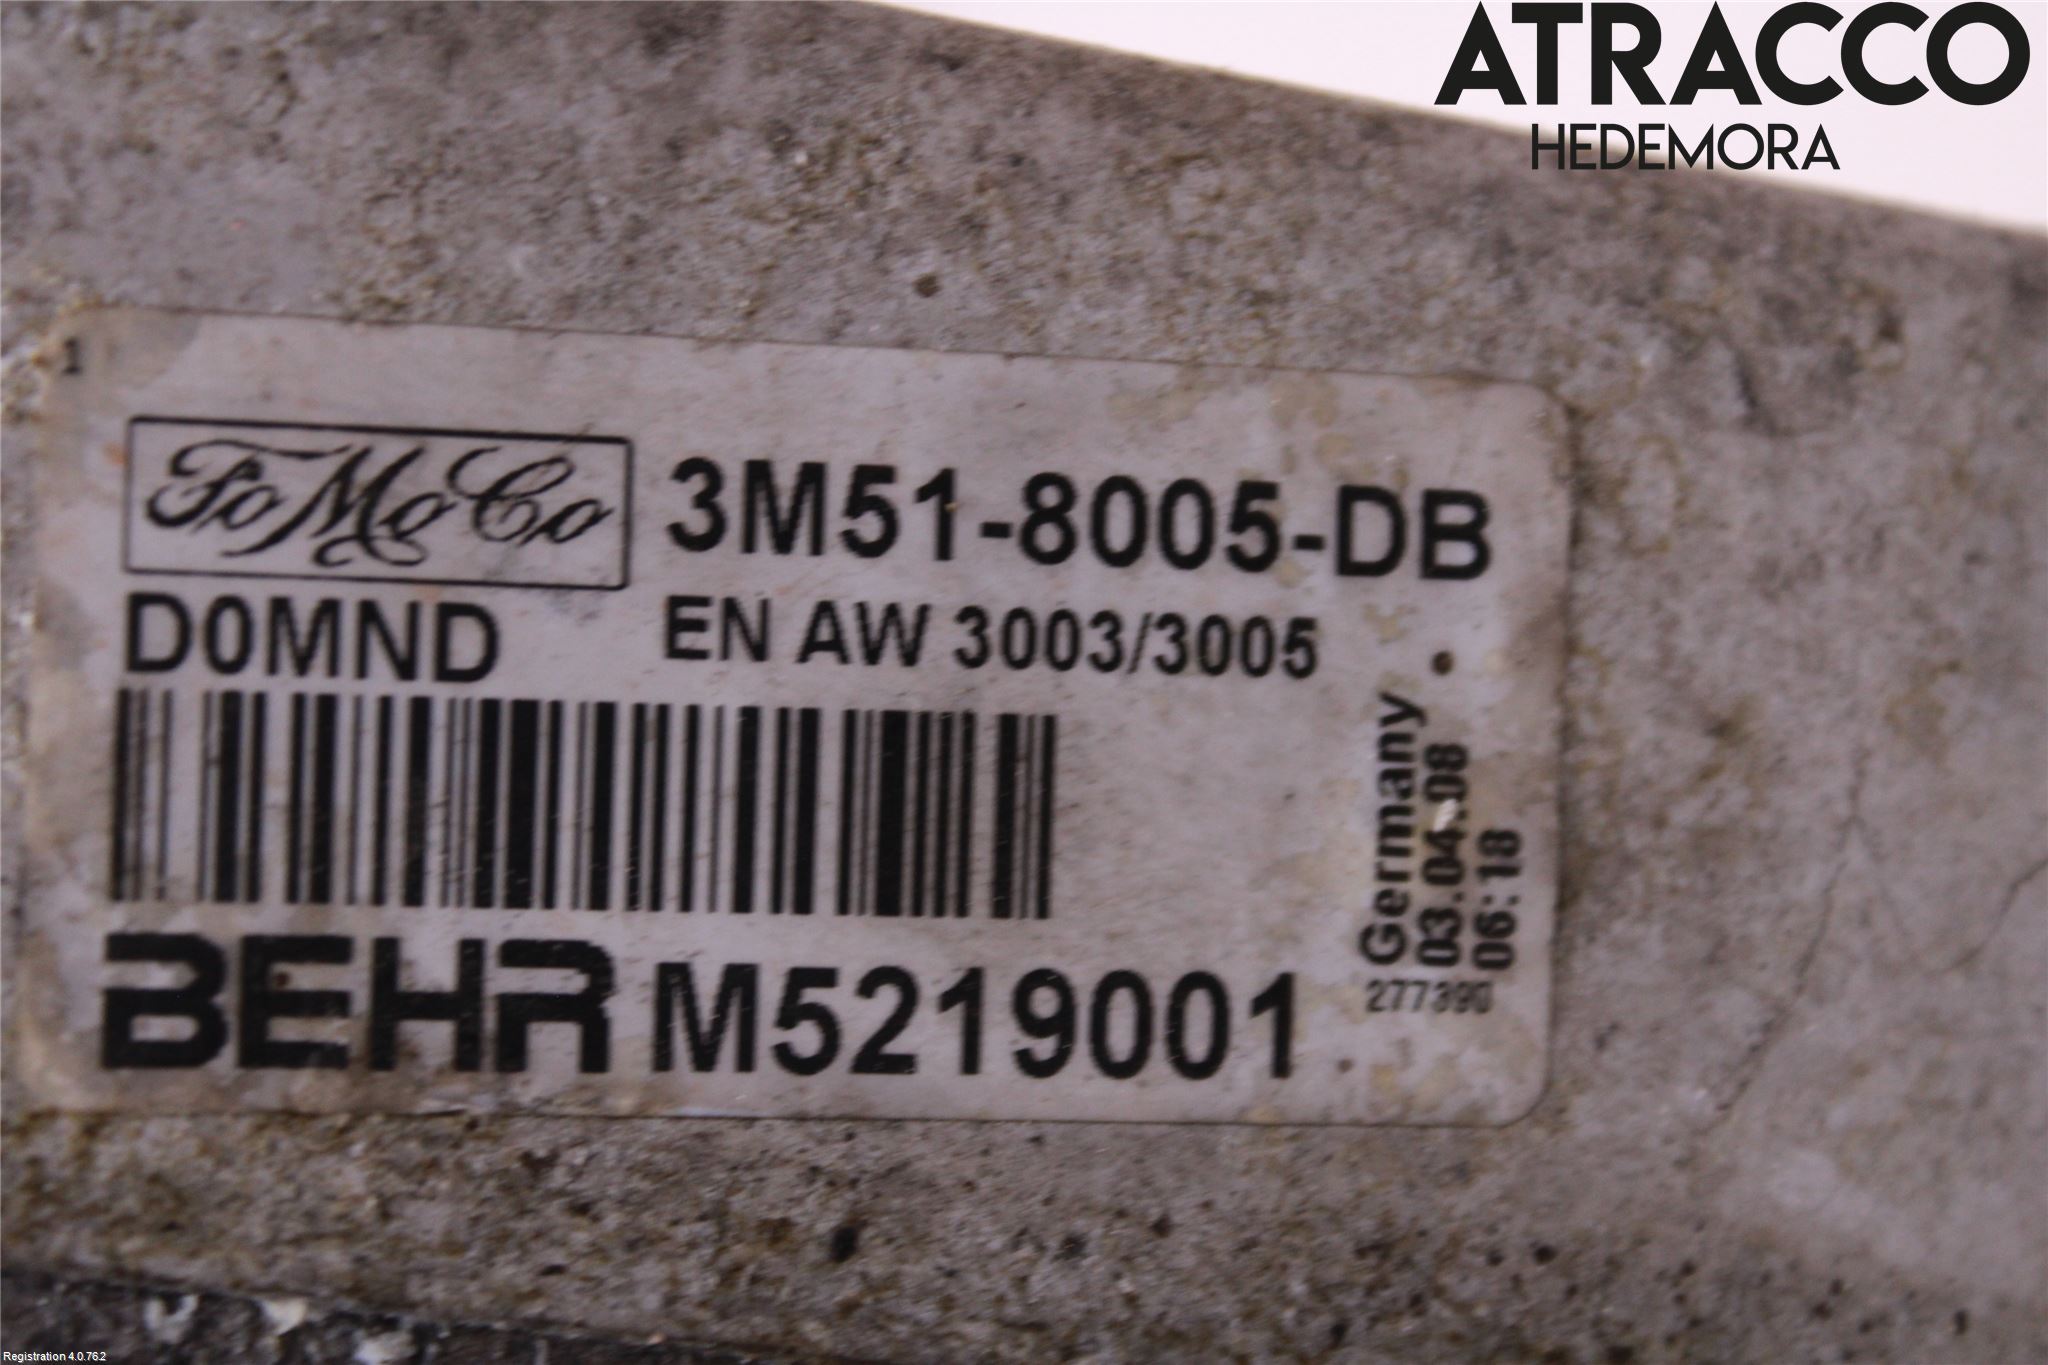 ATRACCO
HEDEMORA
1
FoMoCo 3M51-8005-DB
D0MND EN AW 3003/3005
BEHR M5219001
Germany
03.04.08
06:18
277390
Registration 4.0.76.2